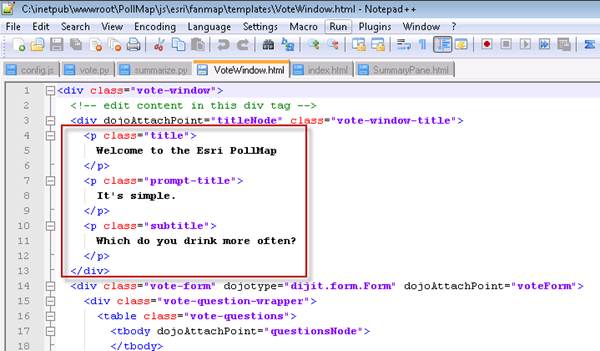 C:\inetpub\wwwroot\PollMap\js\esri\fanmap\templates\VoteWindow.html - Notepad++
File Edit Search View Encoding Language Settings Macro Run Plugins Window ?
config.js vote.py summarize.py VoteWindow.html index.html SummaryPane.html
1 <div class="vote-window">
2 <!-- edit content in this div tag -->
3 <div dojoAttachPoint="titleNode" class="vote-window-title">
4 <p class="title">
5 Welcome to the Esri PollMap
6 </p>
7 <p class="prompt-title">
8 It's simple.
9 </p>
10 <p class="subtitle">
11 Which do you drink more often?
12 </p>
13 </div>
14 <div class="vote-form" dojotype="dijit.form.Form" dojoAttachPoint="voteForm">
15 <div class="vote-question-wrapper">
16 <table class="vote-questions">
17 <tbody dojoAttachPoint="questionsNode">
18 </tbody>